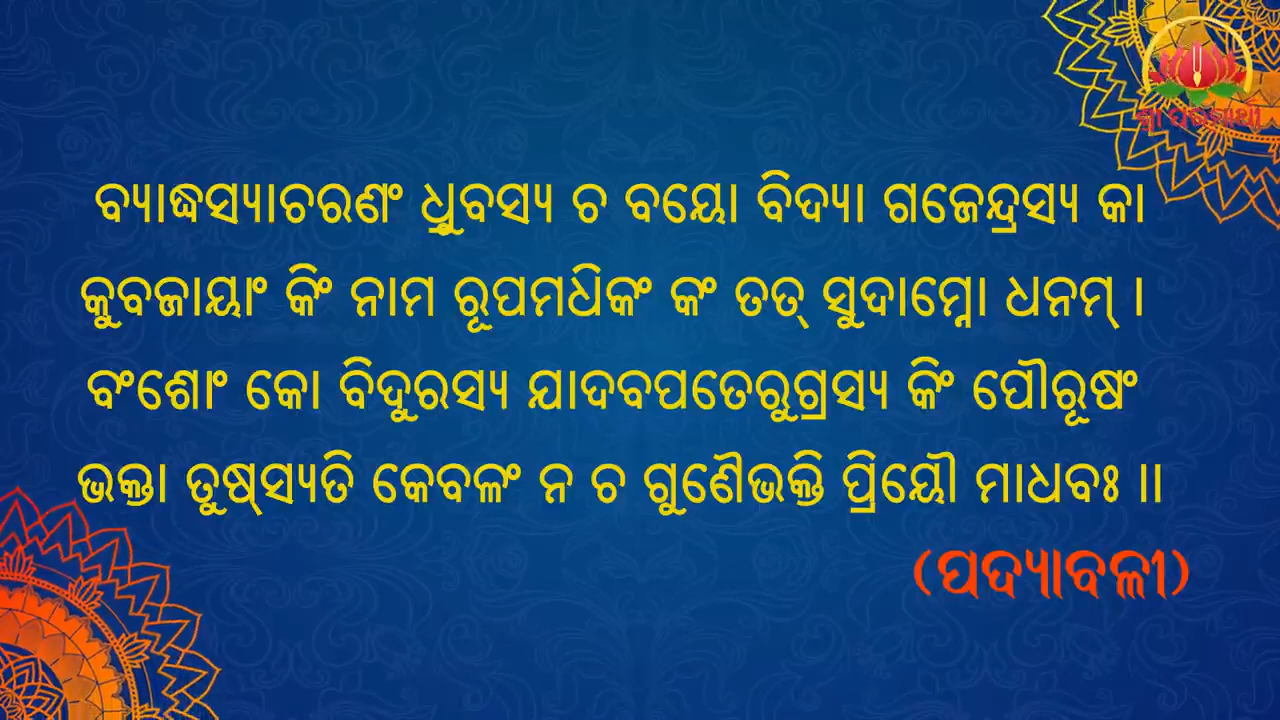 ଶ୍ରୀ ପରମାର୍ଥୀ
ବ୍ୟାଦ୍ଧସ୍ୟାଚରଣଂ ଧ୍ରୁବସ୍ୟ ଚ ବୟୋ ବିଦ୍ୟା ଗଜେନ୍ଦ୍ରସ୍ୟ କା
କୁବଜାୟାଂ କିଂ ନାମ ରୂପମଧିକଂ କଂ ତତ୍ ସୁଦାମ୍ନୋ ଧନମ୍ ।
ବଂଶୋଂ କୋ ବିଦୁରସ୍ୟ ଯାଦବପତେରୁଗ୍ରସ୍ୟ କିଂ ପୌରୂଷଂ
ଭକ୍ତା ତୁଷ୍‌ସ୍ୟତି କେବଳଂ ନ ଚ ଗୁଣୈଭକ୍ତି ପ୍ରିୟୌ ମାଧବଃ ॥
(ପଦ୍ୟାବଳୀ)